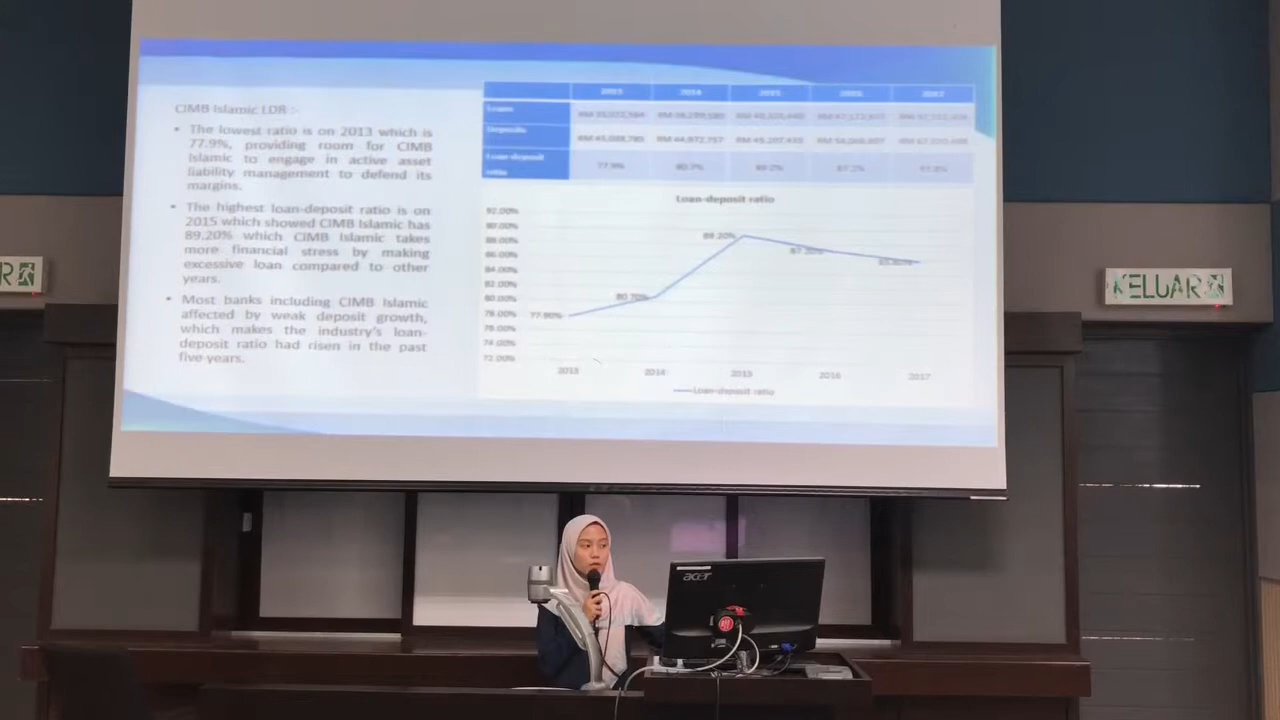 CIMB Islamic LDR :-
• The lowest ratio is on 2013 which is
77.9%, providing room for CIMB
Islamic to engage in active asset
liability management to defend its
margins.
• The highest loan-deposit ratio is on
2015 which showed CIMB Islamic has
89.20% which CIMB Islamic takes
more financial stress by making
excessive loan compared to other
years.
• Most banks including CIMB Islamic
affected by weak deposit growth,
which makes the industry's loan-
deposit ratio had risen in the past
five years.
2013 2014 2015 2016 2017
Loans
Deposits
Loan-deposit
ratio
77.9% 80.7%
Loan-deposit ratio
92.00%
90.00%
88.00%
86.00%
84.00%
82.00%
80.00%
78.00%
76.00%
74.00%
72.00%
77.90%
80.70%
2013 2014 2015 2016 2017
Loan-deposit ratio
R
KELUAR
acer